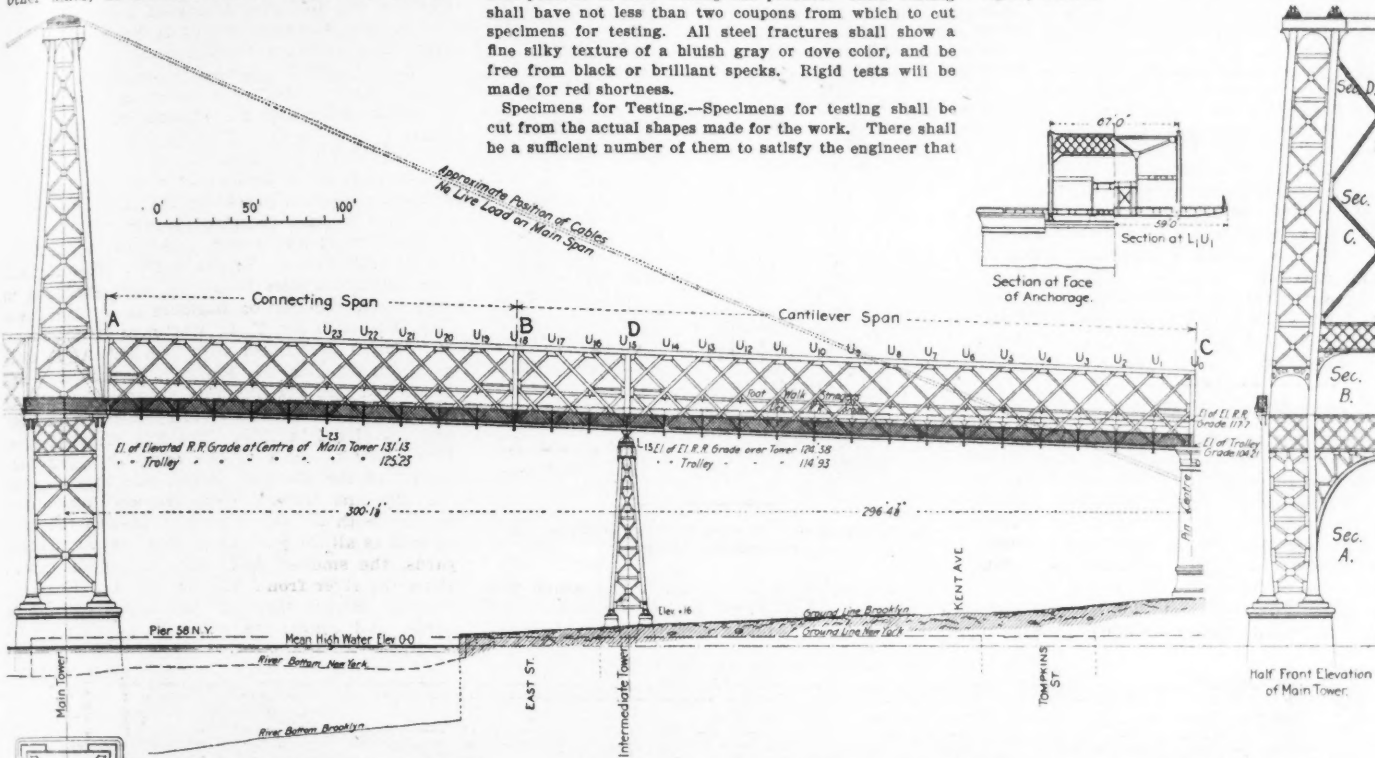 shall have not less than two coupons from which to cut
specimens for testing. All steel fractures shall show a
fine silky texture of a bluish gray or dove color, and be
free from black or brilliant specks. Rigid tests will be
made for red shortness.
Specimens for Testing.—Specimens for testing shall be
cut from the actual shapes made for the work. There shall
be a sufficient number of them to satisfy the engineer that
Approximate Position of Cables
No Live Load on Main Span
0' 50' 100'
67'0"
59'0
Section at L1U1
Section at Face
of Anchorage.
Sec. D.
Sec.
C.
Sec.
B.
Sec.
A.
Half Front Elevation
of Main Tower.
Connecting Span
Cantilever Span
A B D C
U23 U22 U21 U20 U19 U18 U17 U16 U15 U14 U13 U12 U11 U10 U9 U8 U7 U6 U5 U4 U3 U2 U1 U0
Foot Walk
El. of El. R.R.
Grade 117.7
El. of Trolley
Grade 104.21
L23
L15
El. of Elevated R.R. Grade at Centre of Main Tower 131.13
" " Trolley " " " " " 125.25
El. of El. R.R. Grade over Tower 124.38
" " Trolley " " 114.93
300'-1⅛"
296'-4⅞"
Centre
KENT AVE
Elev. +16
Ground Line Brooklyn
Ground Line New York
Pier 58 N.Y.
Mean High Water Elev. 0.0
River Bottom New York
River Bottom Brooklyn
Main Tower
EAST ST.
Intermediate Tower
TOMPKINS
ST